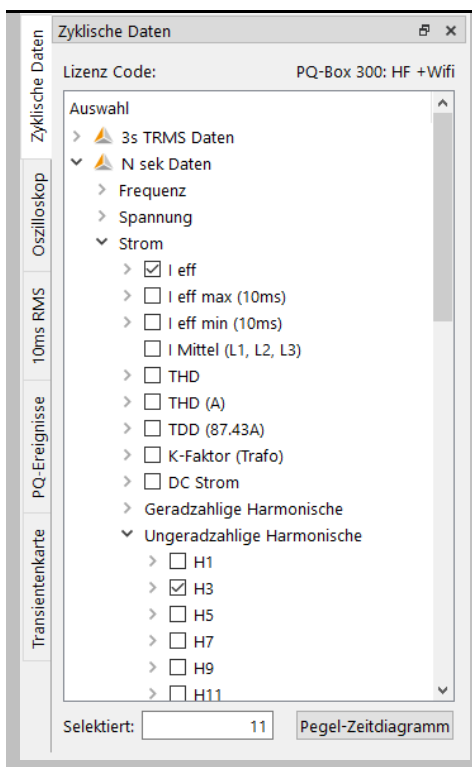 Zyklische Daten
Oszilloskop
10ms RMS
PQ-Ereignisse
Transientenkarte
Zyklische Daten
Lizenz Code: PQ-Box 300: HF +Wifi
Auswahl
3s TRMS Daten
N sek Daten
Frequenz
Spannung
Strom
I eff
I eff max (10ms)
I eff min (10ms)
I Mittel (L1, L2, L3)
THD
THD (A)
TDD (87.43A)
K-Faktor (Trafo)
DC Strom
Geradzahlige Harmonische
Ungeradzahlige Harmonische
H1
H3
H5
H7
H9
H11
Selektiert: 11 Pegel-Zeitdiagramm